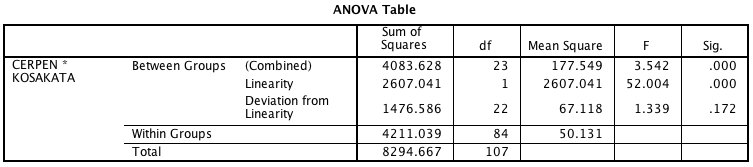 ANOVA Table
Sum of Squares df Mean Square F Sig.
CERPEN * KOSAKATA Between Groups (Combined) 4083.628 23 177.549 3.542 .000
Linearity 2607.041 1 2607.041 52.004 .000
Deviation from Linearity 1476.586 22 67.118 1.339 .172
Within Groups 4211.039 84 50.131
Total 8294.667 107